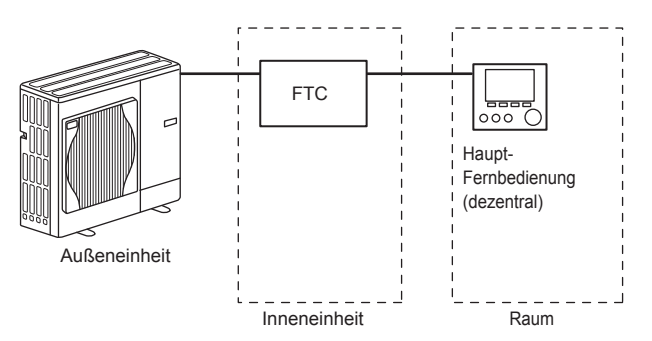 FTC
Haupt-
Fernbedienung
(dezentral)
Außeneinheit
Inneneinheit
Raum